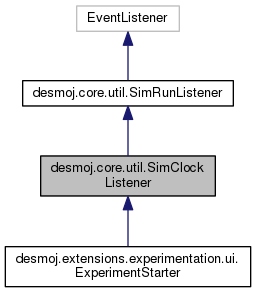 EventListener
desmoj.core.util.SimRunListener
desmoj.core.util.SimClock
Listener
desmoj.extensions.experimentation.ui.
ExperimentStarter